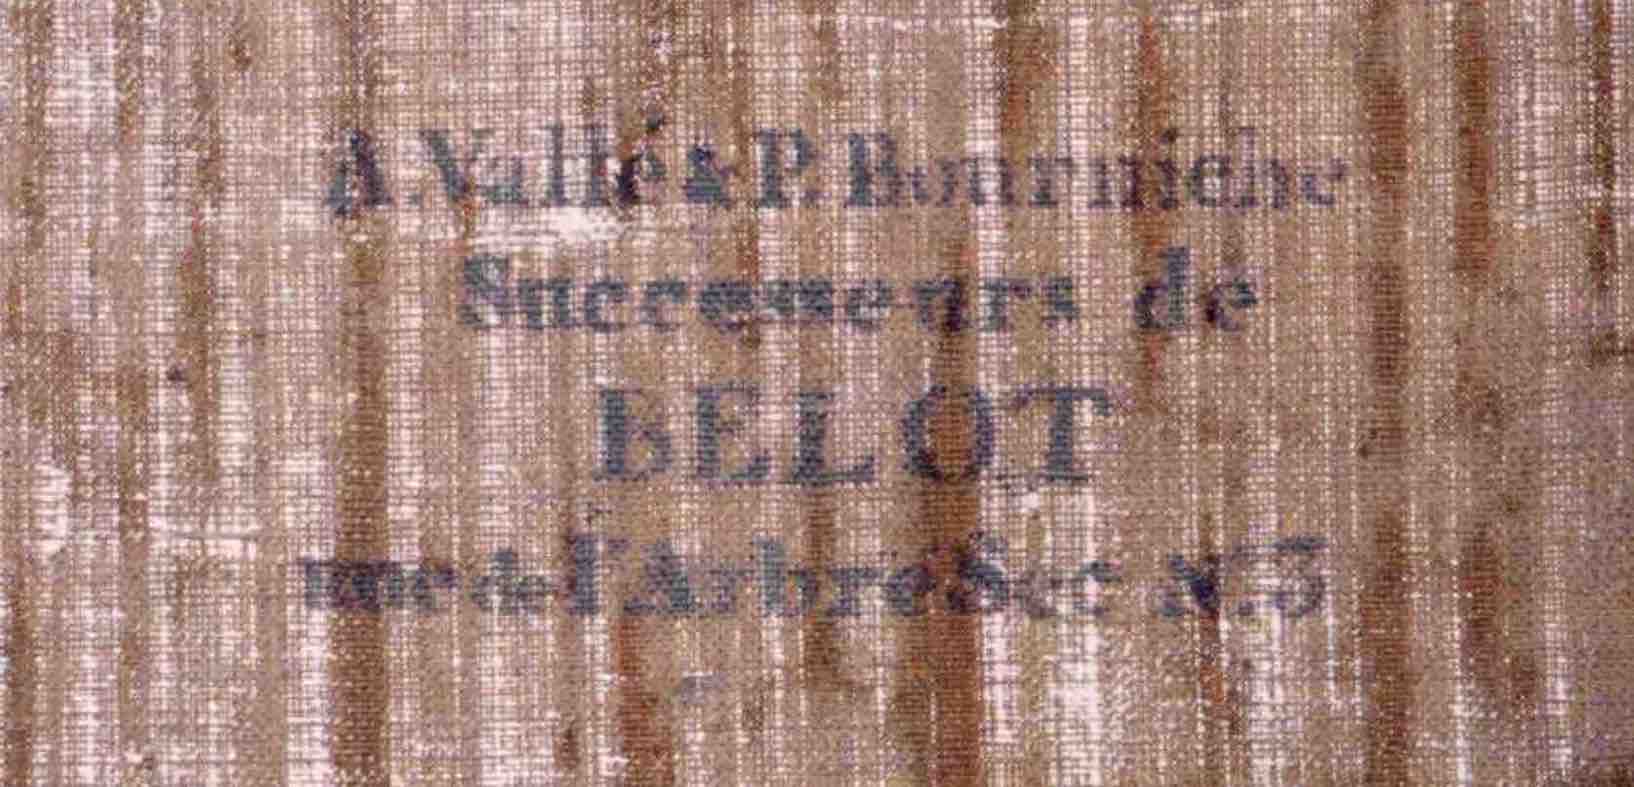 A. Vallé & P. Bourniche
Successeurs de
BELOT
rue de l'Arbre Sec N. 3